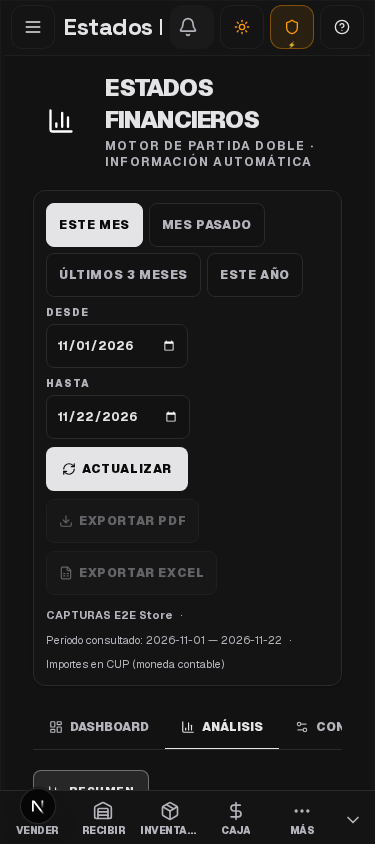 Estados
ESTADOS
FINANCIEROS
MOTOR DE PARTIDA DOBLE ·
INFORMACIÓN AUTOMÁTICA
ESTE MES
MES PASADO
ÚLTIMOS 3 MESES
ESTE AÑO
DESDE
11/01/2026
HASTA
11/22/2026
ACTUALIZAR
EXPORTAR PDF
EXPORTAR EXCEL
CAPTURAS E2E Store ·
Período consultado: 2026-11-01 — 2026-11-22 ·
Importes en CUP (moneda contable)
DASHBOARD
ANÁLISIS
CON
RESUMEN
N
VENDER
RECIBIR
INVENTA...
CAJA
MÁS